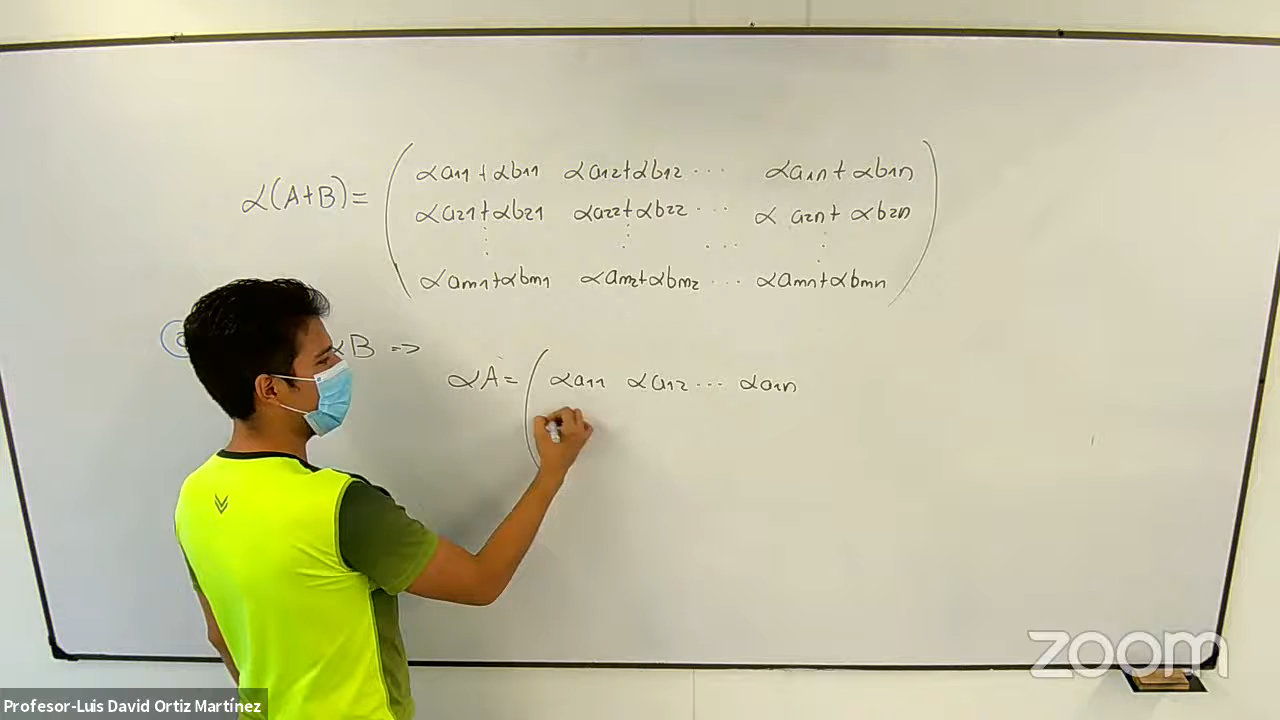 αa11 + αb11 αa12+αb12 ··· αa1n + αb1n
α(A+B)=
αa21+αb21 αa22+αb22 ··· α a2n + αb2n
αam1+αbm1 αam2+αbm2 ··· αamn+αbmn
αB =>
αA = αa11 αa12 ··· αa1n
zoom
Profesor-Luis David Ortiz Martínez